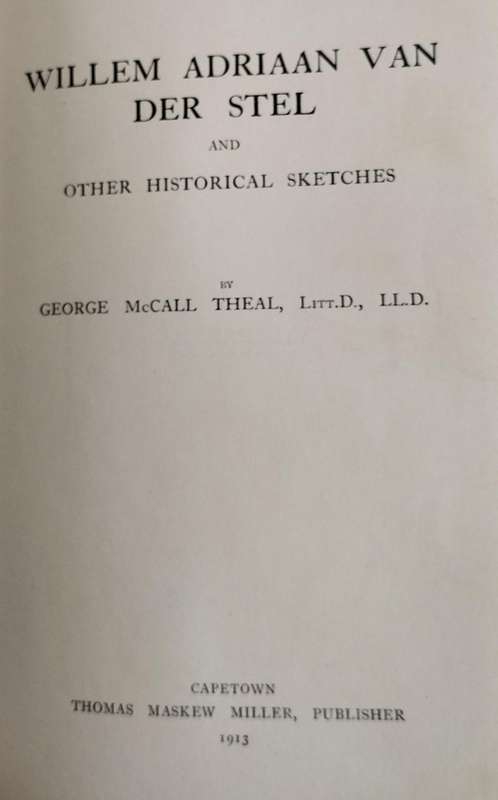 WILLEM ADRIAAN VAN
DER STEL
AND
OTHER HISTORICAL SKETCHES
BY
GEORGE McCALL THEAL, LITT.D., LL.D.
CAPETOWN
THOMAS MASKEW MILLER, PUBLISHER
1913